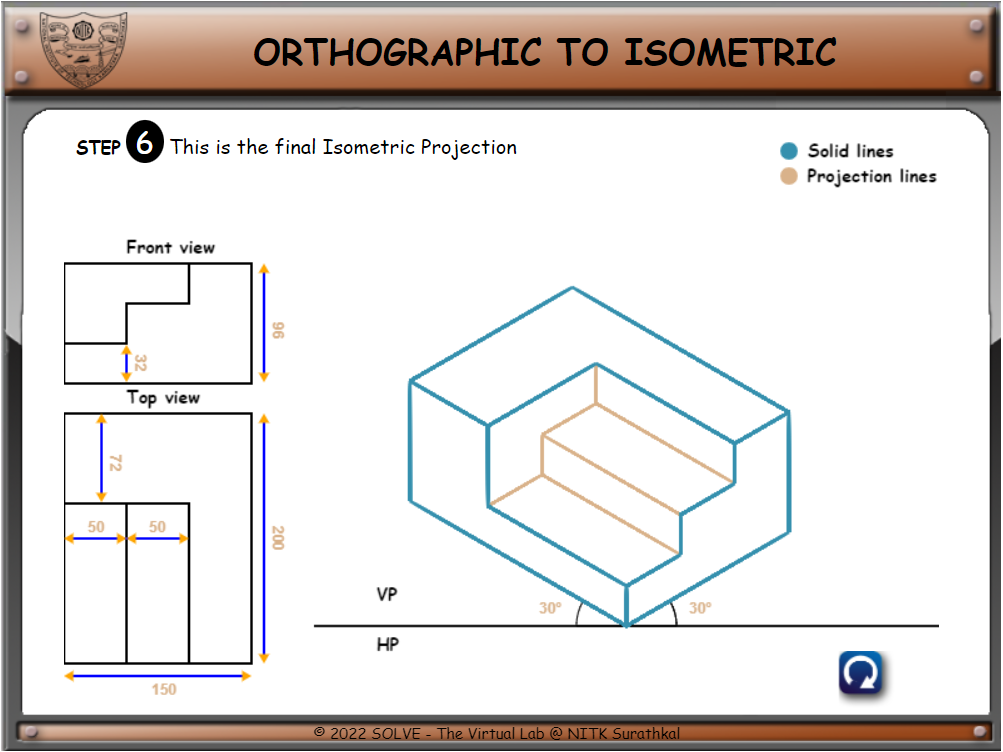 ORTHOGRAPHIC TO ISOMETRIC
STEP 6 This is the final Isometric Projection
Solid lines
Projection lines
Front view
96
32
Top view
72
50 50
200
150
VP
HP
30°
30°
© 2022 SOLVE - The Virtual Lab @ NITK Surathkal